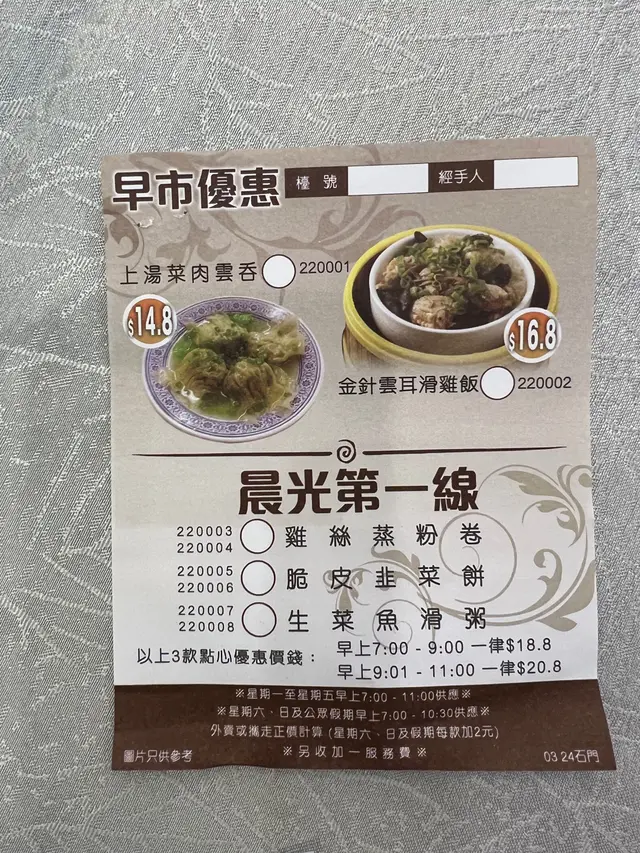 早市優惠 檯號 經手人
上湯菜肉雲呑 220001
$14.8
$16.8
金針雲耳滑雞飯 220002
晨光第一線
220003
220004 雞絲蒸粉卷
220005
220006 脆皮韭菜餅
220007
220008 生菜魚滑粥
以上3款點心優惠價錢: 早上7:00 - 9:00 一律$18.8
早上9:01 - 11:00 一律$20.8
※星期一至星期五早上7:00 - 11:00供應※
※星期六、日及公眾假期早上7:00 - 10:30供應※
外賣或攜走正價計算 (星期六、日及假期每款加2元)
※另收加一服務費※
圖片只供參考 03 24石門